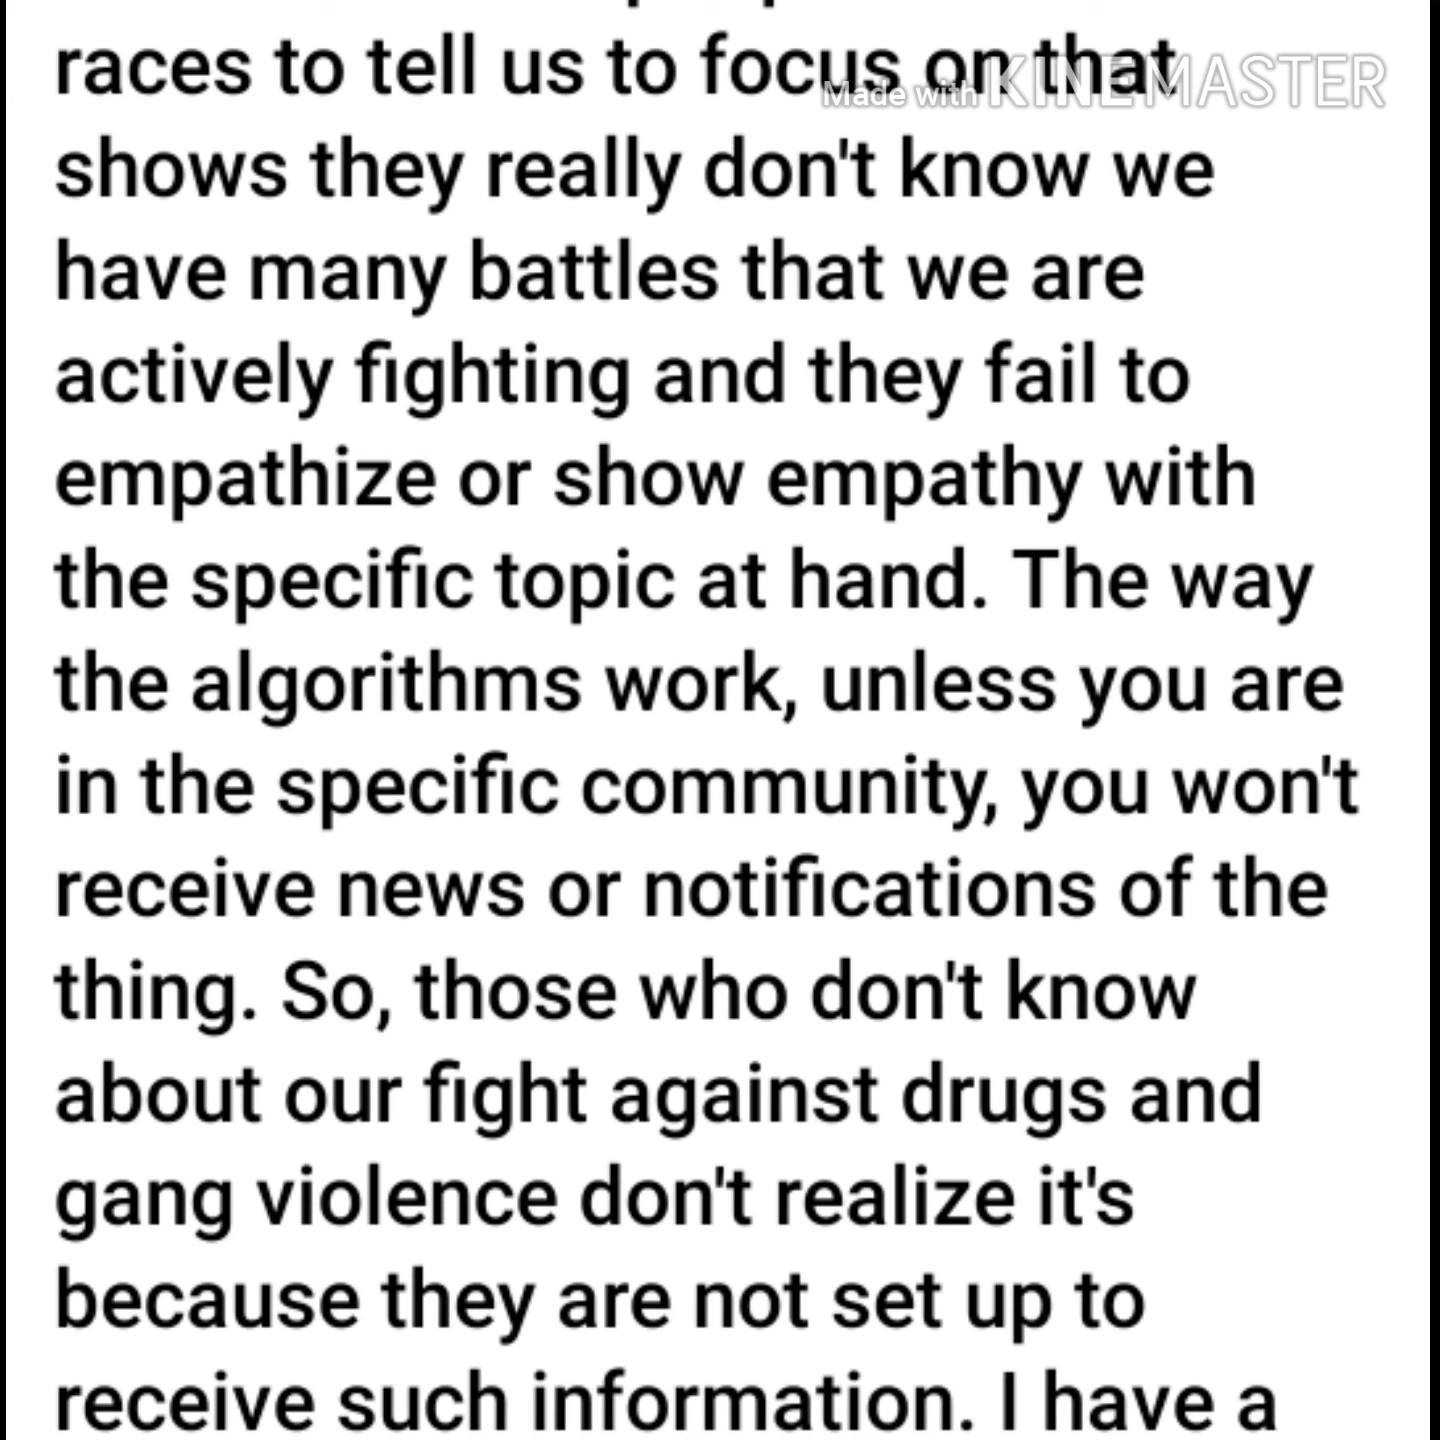 races to tell us to focus on that
Made with KINEMASTER
shows they really don't know we
have many battles that we are
actively fighting and they fail to
empathize or show empathy with
the specific topic at hand. The way
the algorithms work, unless you are
in the specific community, you won't
receive news or notifications of the
thing. So, those who don't know
about our fight against drugs and
gang violence don't realize it's
because they are not set up to
receive such information. I have a